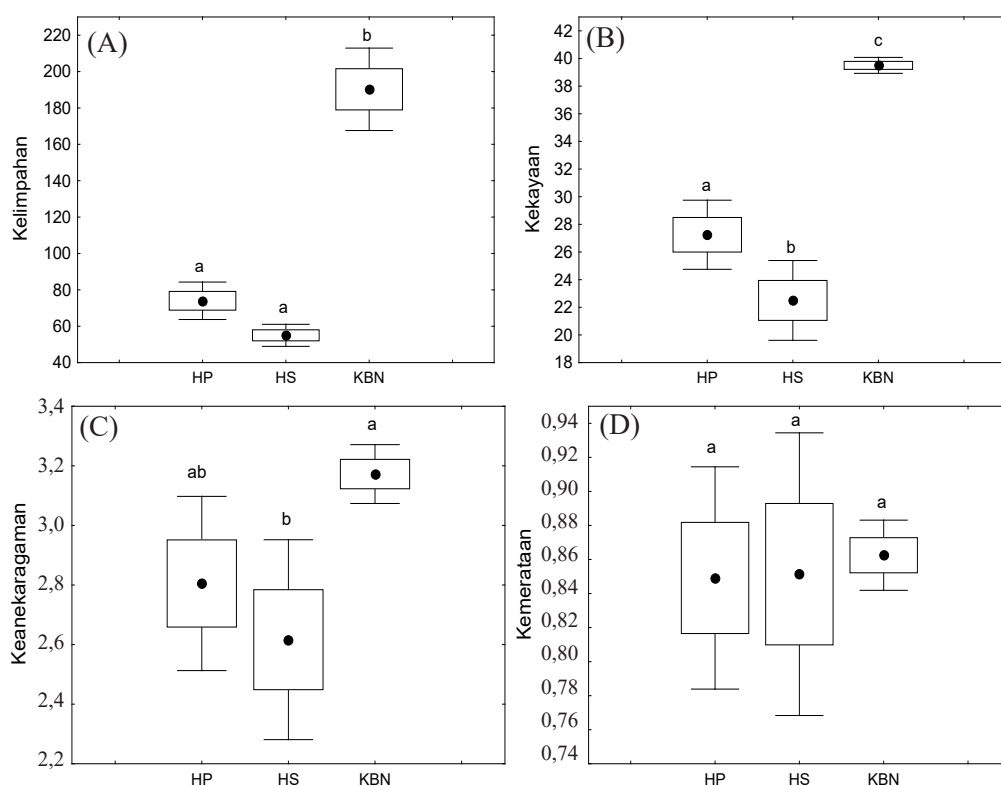 (A)
Kelimpahan
220
200
180
160
140
120
100
80
60
40
a
a
b
HP HS KBN
(B)
Kekayaan
42
40
38
36
34
32
30
28
26
24
22
20
18
a
b
c
HP HS KBN
(C)
Keanekaragaman
3,4
3,2
3,0
2,8
2,6
2,4
2,2
ab
b
a
HP HS KBN
(D)
Kemerataan
0,94
0,92
0,90
0,88
0,86
0,84
0,82
0,80
0,78
0,76
0,74
a
a
a
HP HS KBN